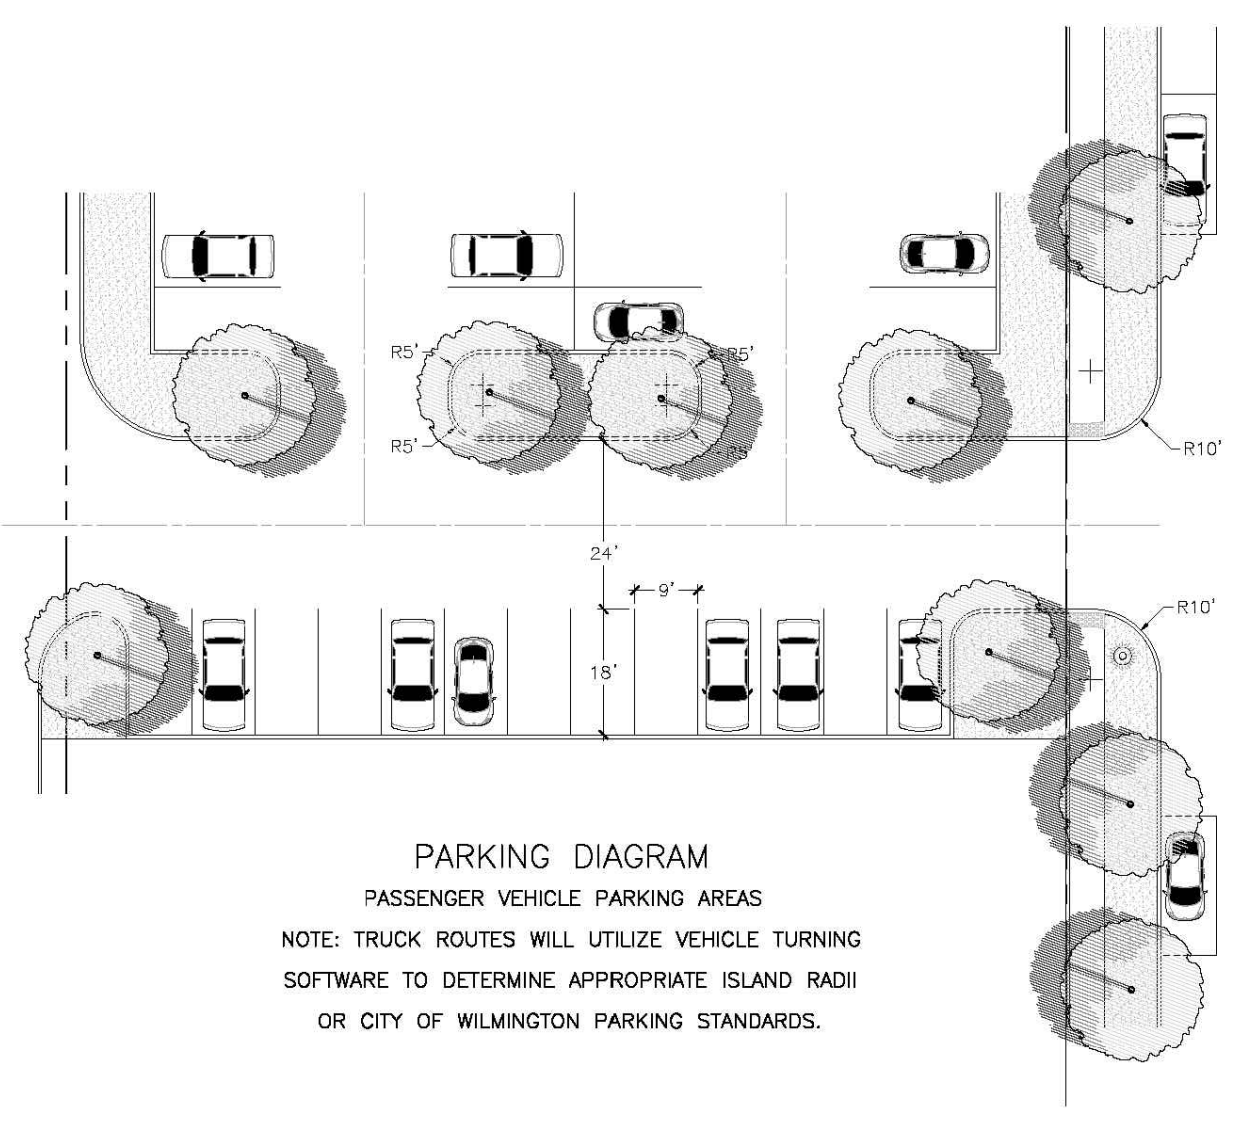 R5'
R5'
R5'
R5'
R10'
24'
9'
R10'
18'
PARKING DIAGRAM
PASSENGER VEHICLE PARKING AREAS
NOTE: TRUCK ROUTES WILL UTILIZE VEHICLE TURNING
SOFTWARE TO DETERMINE APPROPRIATE ISLAND RADII
OR CITY OF WILMINGTON PARKING STANDARDS.